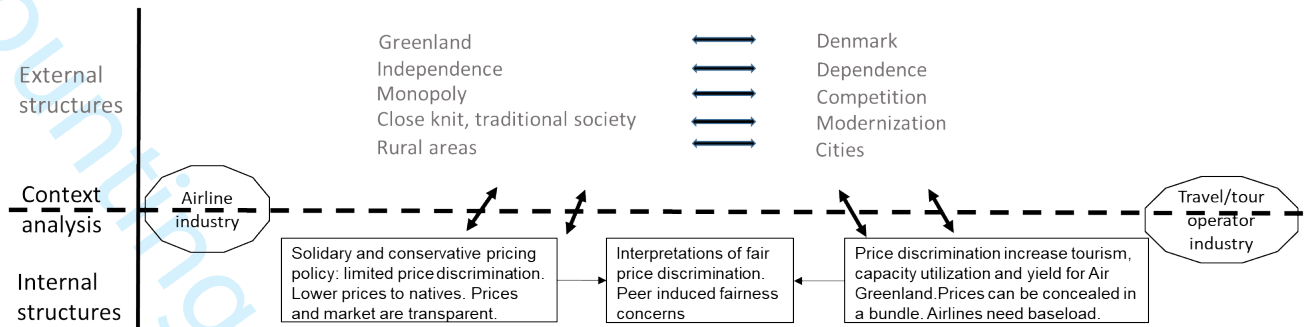 Greenland
Denmark
External
structures
Independence
Dependence
Monopoly
Competition
Close knit, traditional society
Modernization
Rural areas
Cities
Context
analysis
Airline
industry
Travel/tour
operator
industry
Internal
structures
Solidary and conservative pricing
policy: limited price discrimination.
Lower prices to natives. Prices
and market are transparent.
Interpretations of fair
price discrimination.
Peer induced fairness
concerns
Price discrimination increase tourism,
capacity utilization and yield for Air
Greenland.Prices can be concealed in
a bundle. Airlines need baseload.
ounting